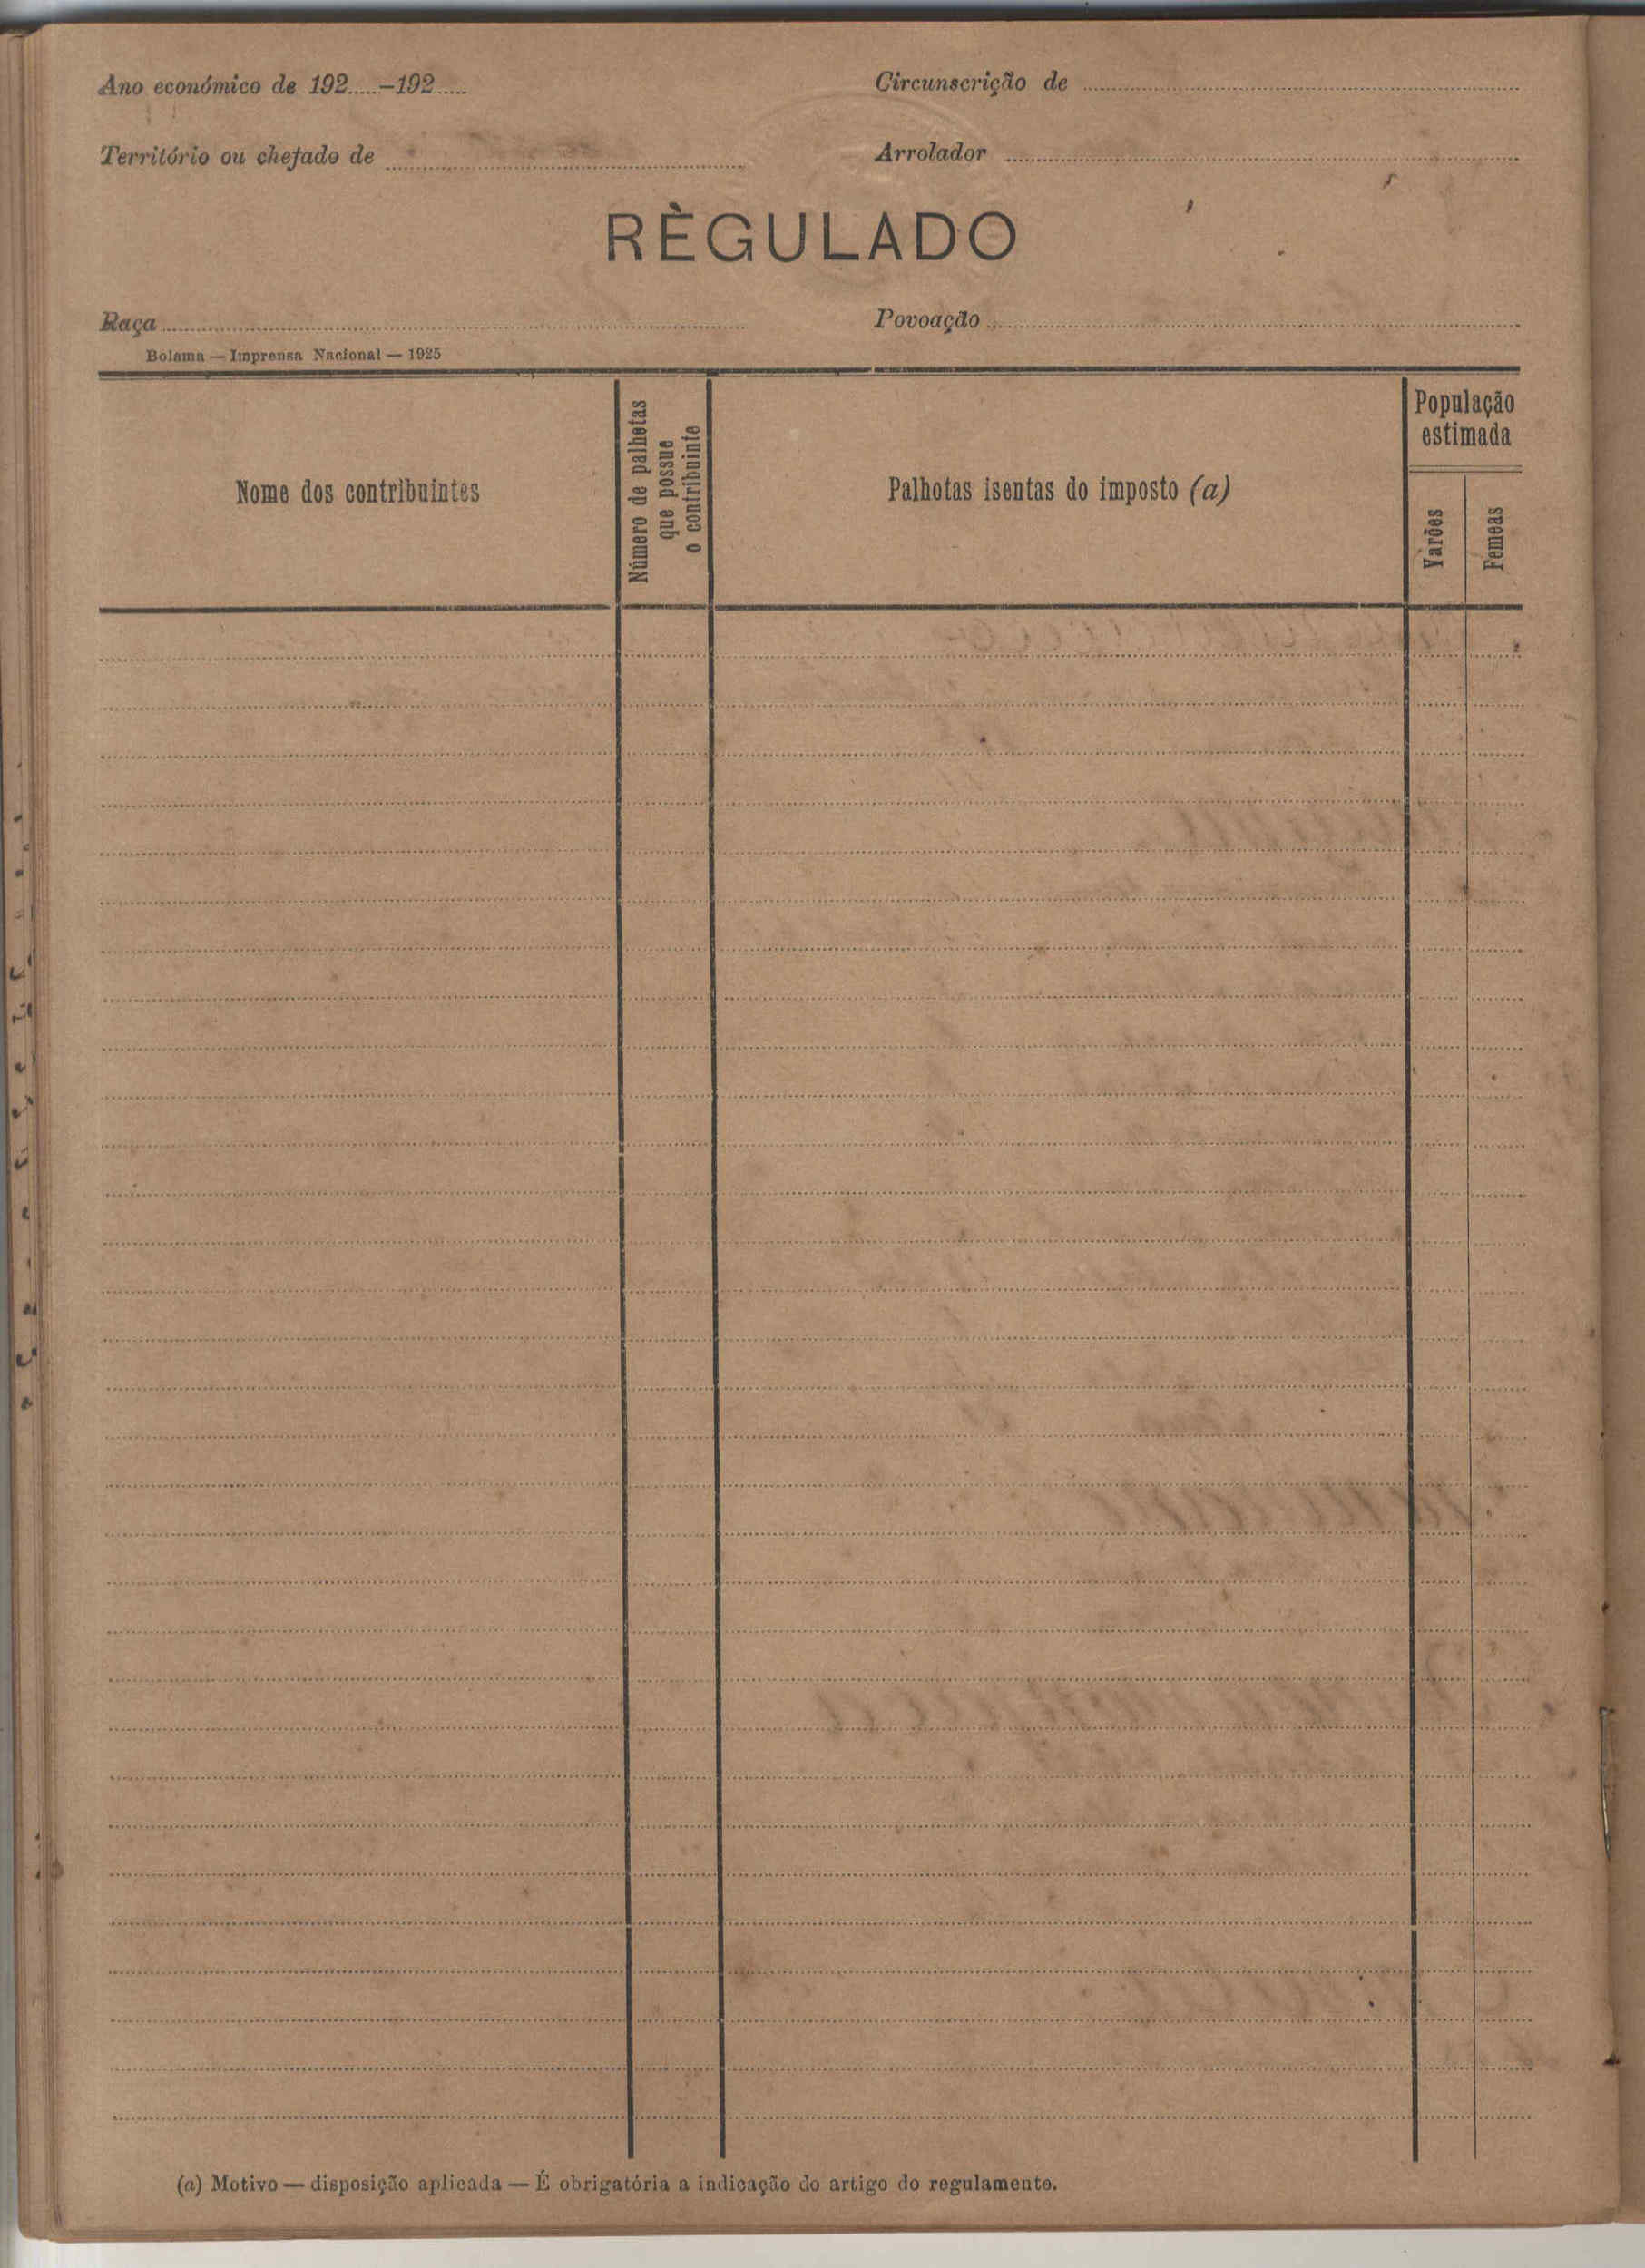 Ano económico de 192.....–192.....
Circunscrição de
Território ou chefado de
Arrolador
RÈGULADO
Raça
Povoação
Bolama — Imprensa Nacional — 1925
Nome dos contribuintes
Número de palhotas
que possue
o contribuinte
Palhotas isentas do imposto (a)
População
estimada
Varões
Femeas
(a) Motivo — disposição aplicada — É obrigatória a indicação do artigo do regulamento.